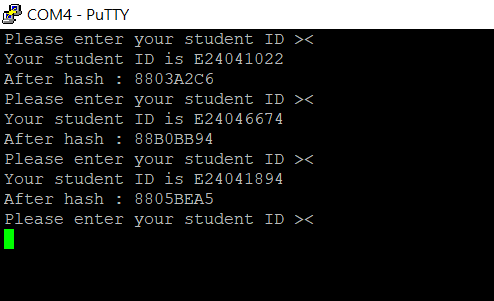 COM4 - PuTTY
Please enter your student ID ><
Your student ID is E24041022
After hash : 8803A2C6
Please enter your student ID ><
Your student ID is E24046674
After hash : 88B0BB94
Please enter your student ID ><
Your student ID is E24041894
After hash : 8805BEA5
Please enter your student ID ><